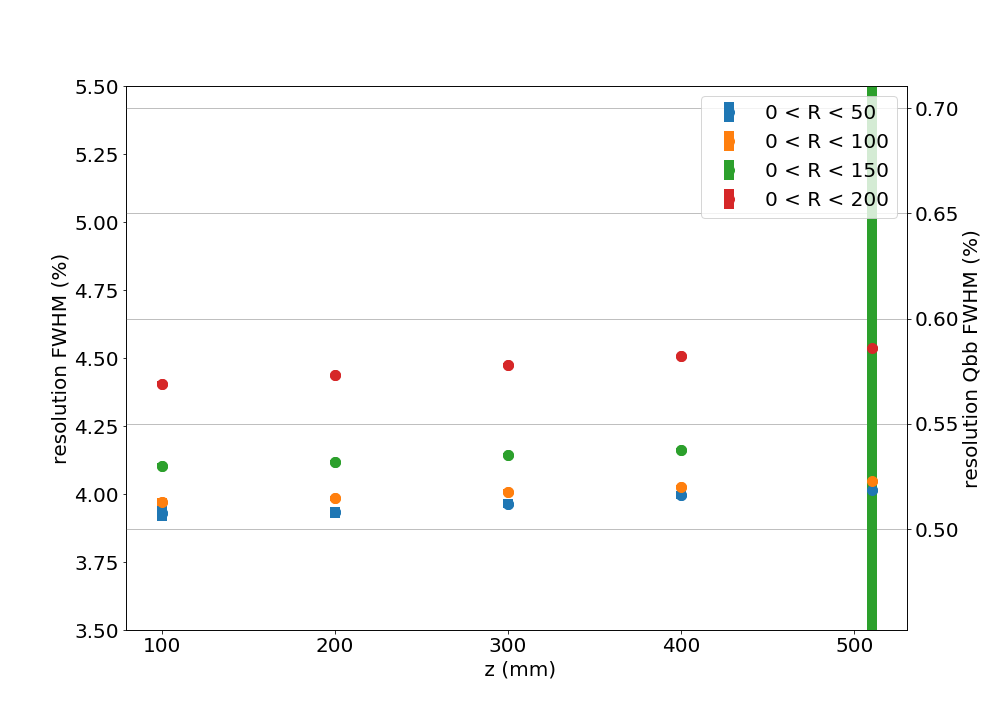 5.50
5.25
5.00
4.75
4.50
4.25
4.00
3.75
3.50
resolution FWHM (%)
100
200
300
400
500
z (mm)
0.70
0.65
0.60
0.55
0.50
resolution Qbb FWHM (%)
0 < R < 50
0 < R < 100
0 < R < 150
0 < R < 200